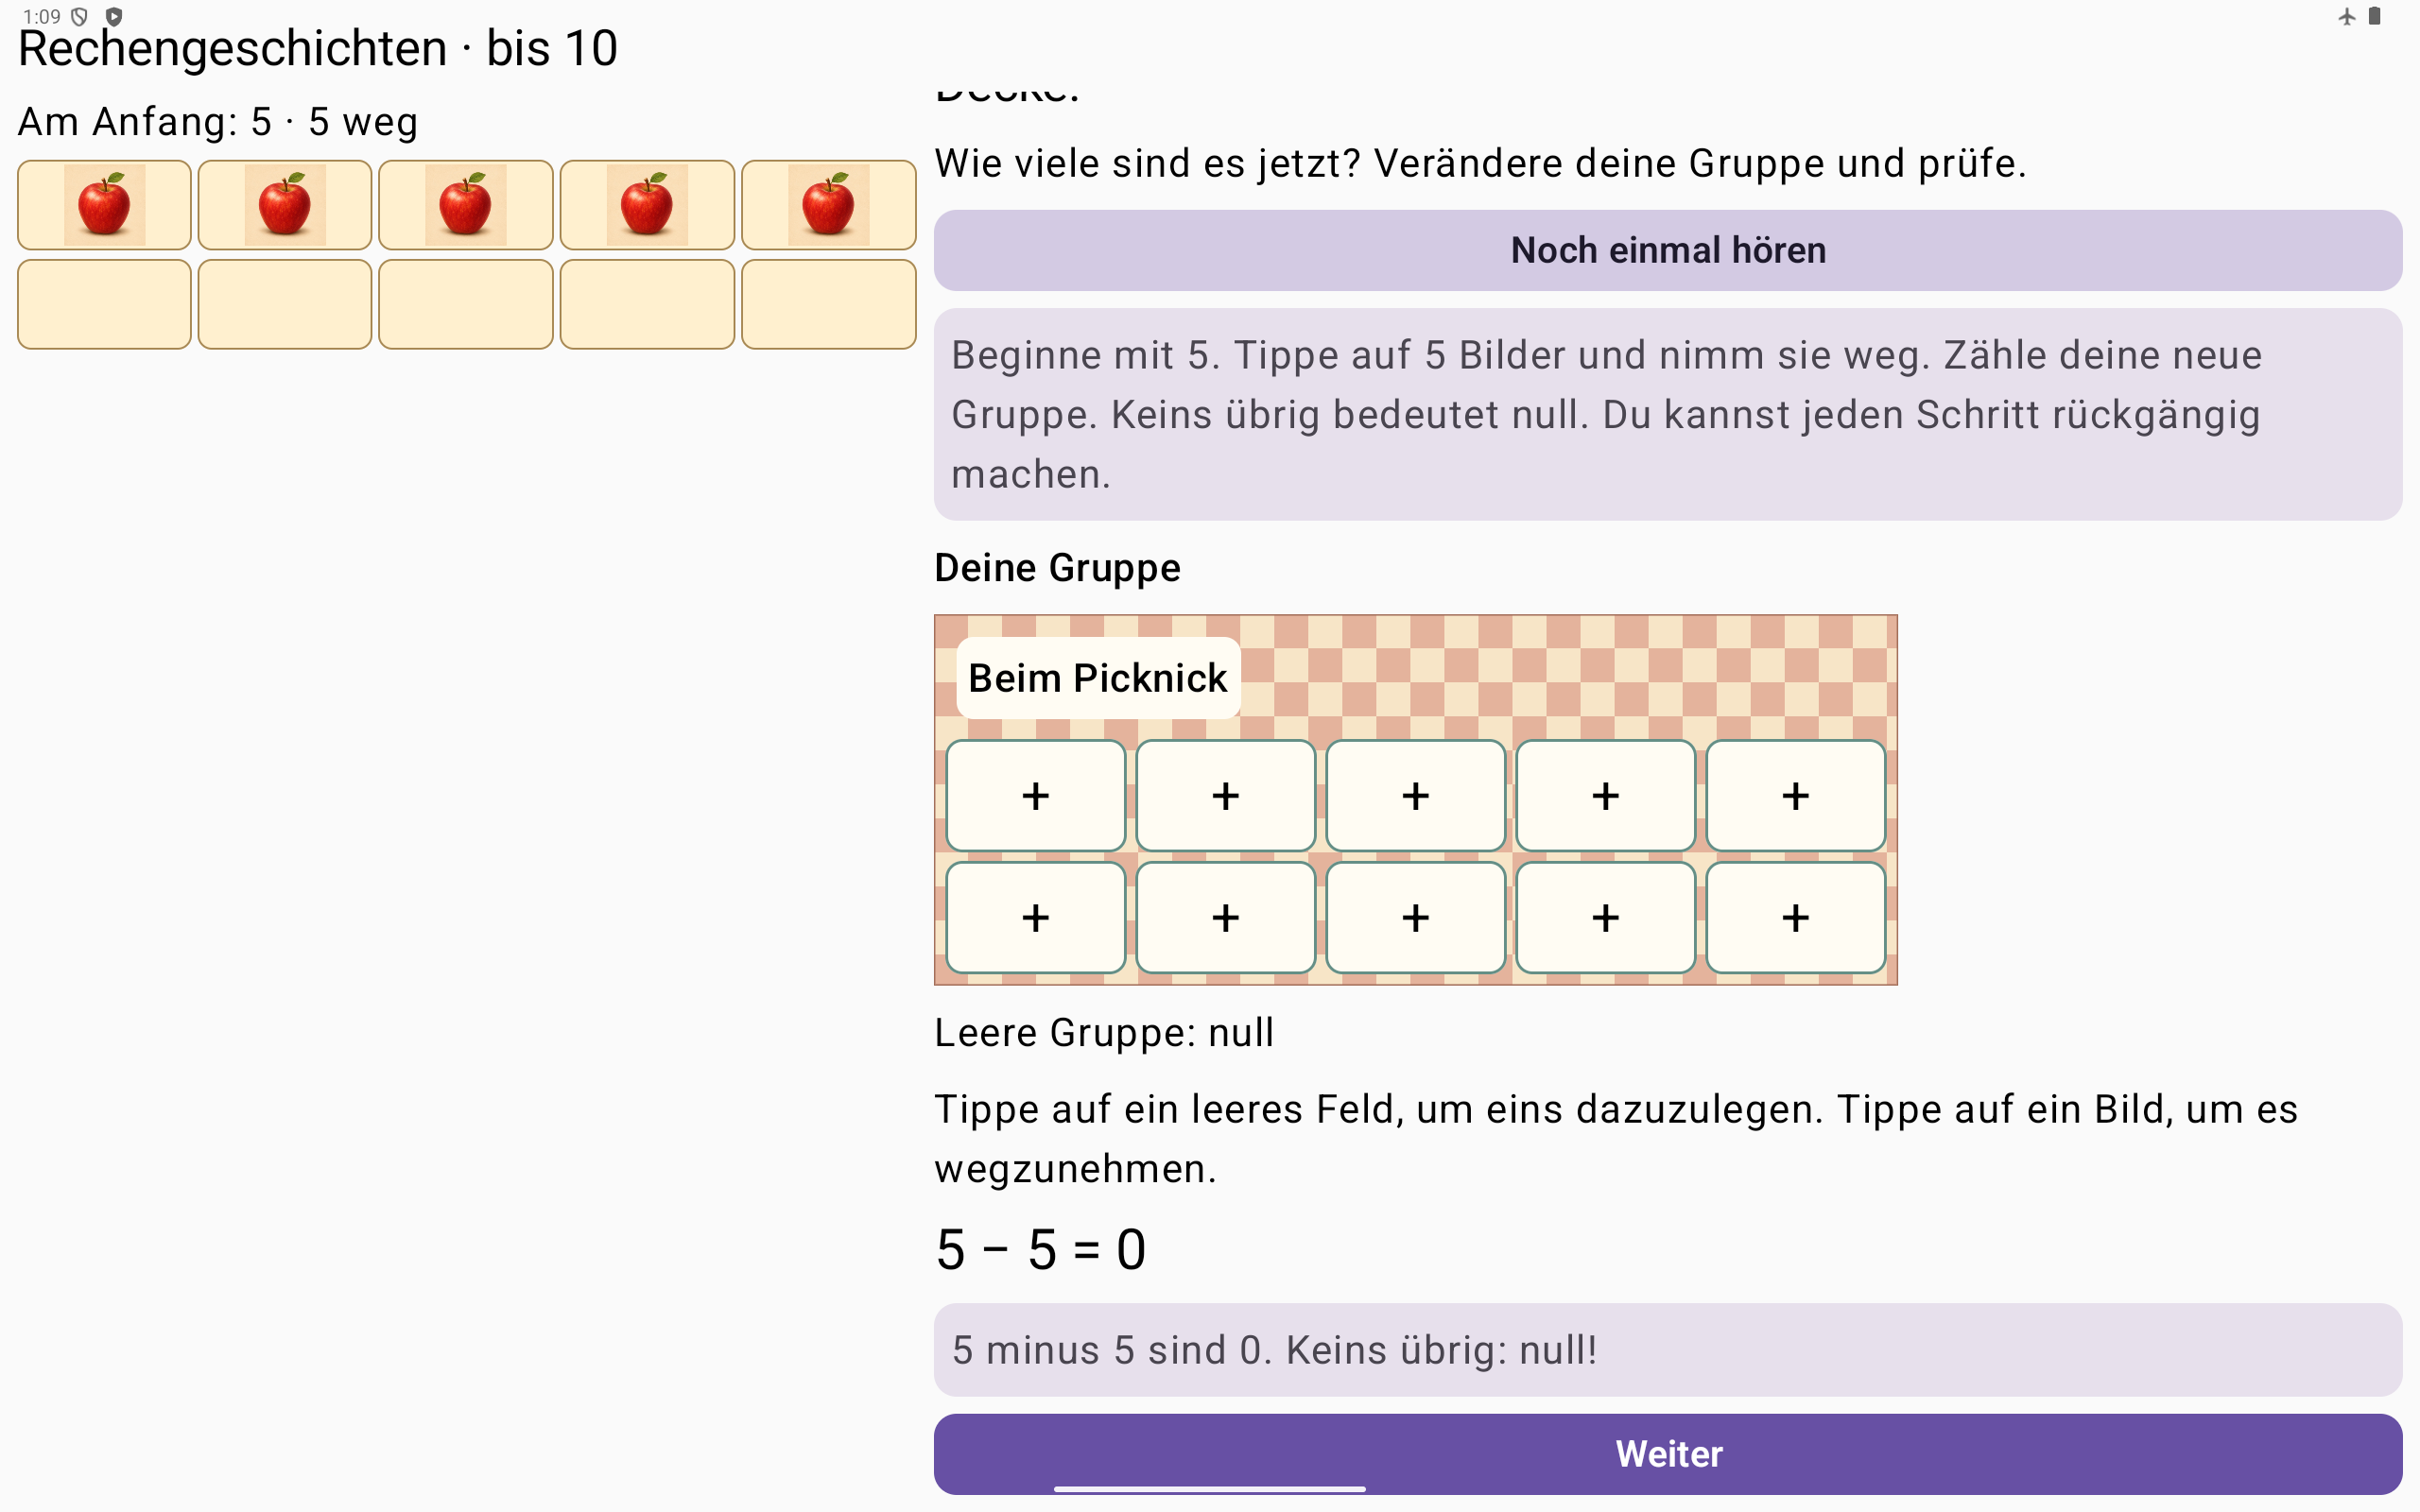 1:09
Rechengeschichten · bis 10
Am Anfang: 5 · 5 weg
Decke.
Wie viele sind es jetzt? Verändere deine Gruppe und prüfe.
Noch einmal hören
Beginne mit 5. Tippe auf 5 Bilder und nimm sie weg. Zähle deine neue
Gruppe. Keins übrig bedeutet null. Du kannst jeden Schritt rückgängig
machen.
Deine Gruppe
Beim Picknick
+ + + + +
+ + + + +
Leere Gruppe: null
Tippe auf ein leeres Feld, um eins dazuzulegen. Tippe auf ein Bild, um es
wegzunehmen.
5 − 5 = 0
5 minus 5 sind 0. Keins übrig: null!
Weiter